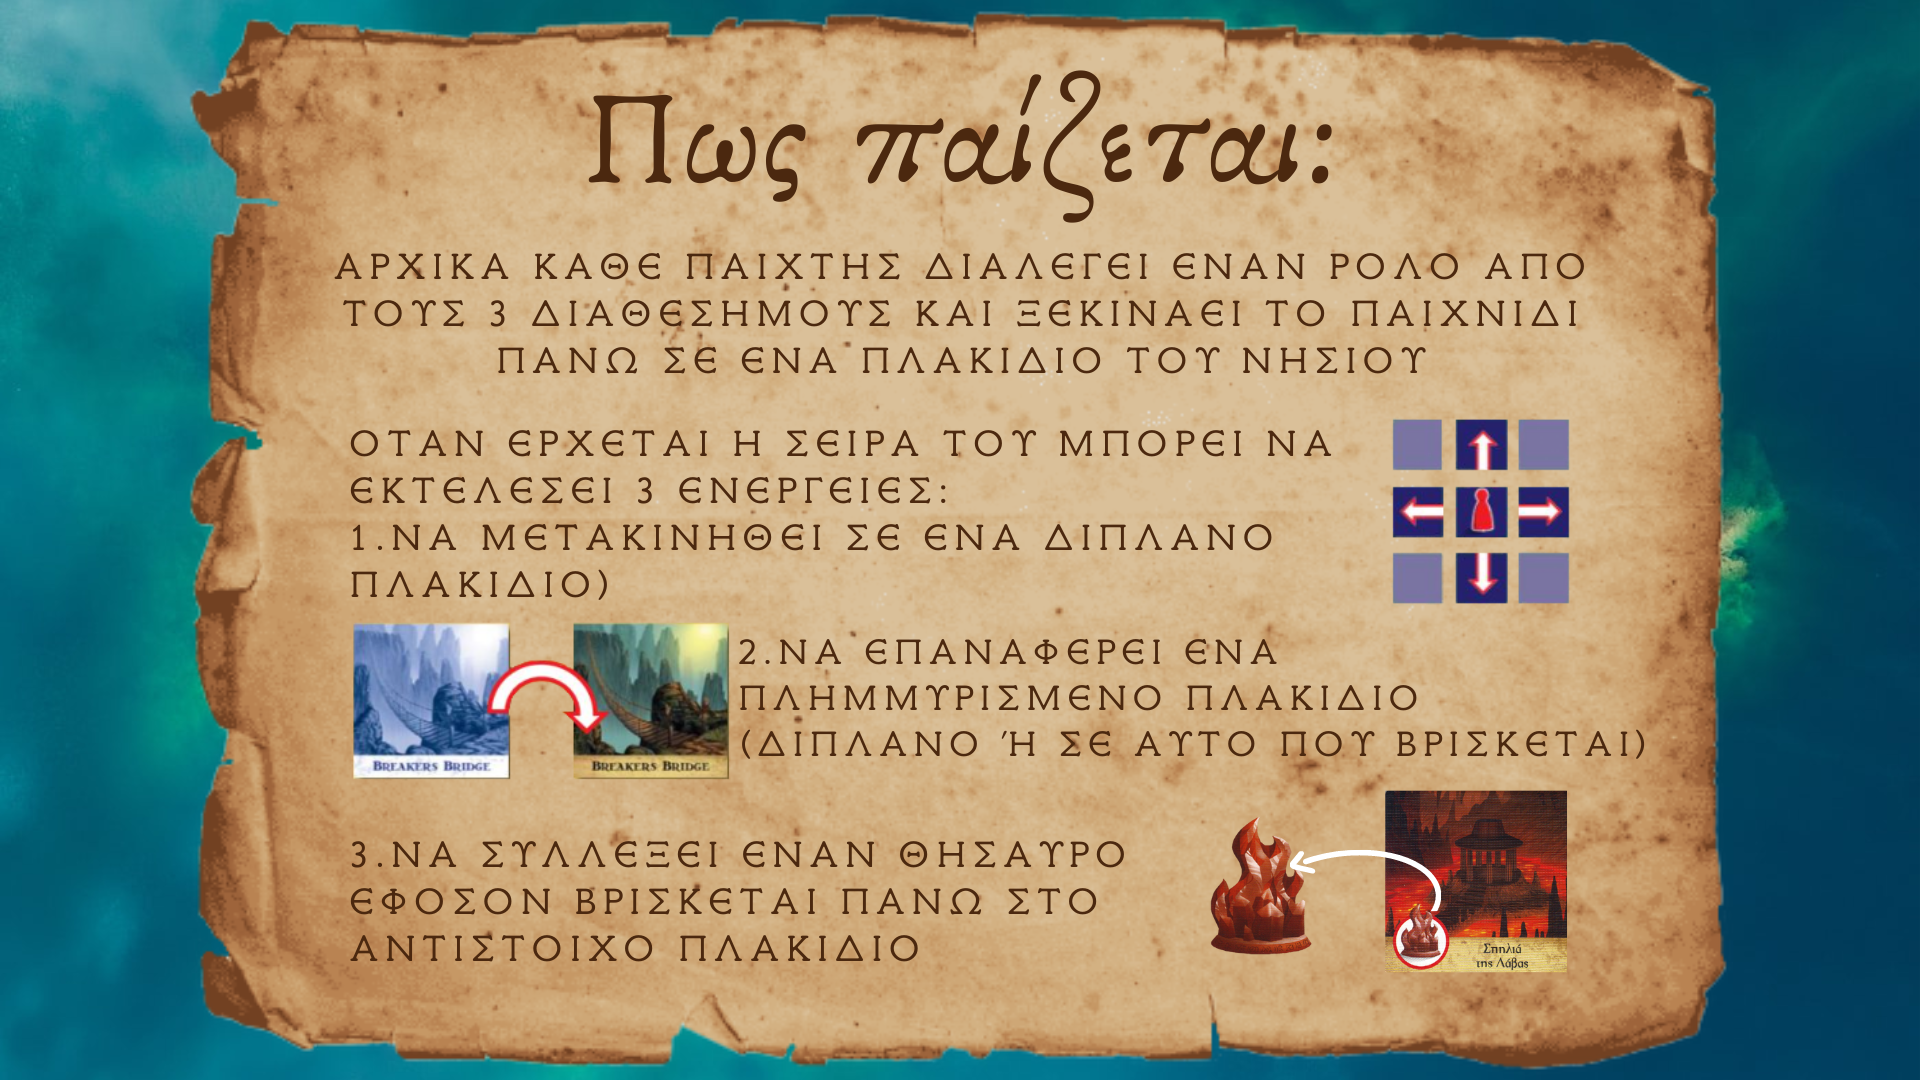 Πως παίζεται:
ΑΡΧΙΚΑ ΚΑΘΕ ΠΑΙΧΤΗΣ ΔΙΑΛΕΓΕΙ ΕΝΑΝ ΡΟΛΟ ΑΠΟ
ΤΟΥΣ 3 ΔΙΑΘΕΣΗΜΟΥΣ ΚΑΙ ΞΕΚΙΝΑΕΙ ΤΟ ΠΑΙΧΝΙΔΙ
ΠΑΝΩ ΣΕ ΕΝΑ ΠΛΑΚΙΔΙΟ ΤΟΥ ΝΗΣΙΟΥ
ΟΤΑΝ ΕΡΧΕΤΑΙ Η ΣΕΙΡΑ ΤΟΥ ΜΠΟΡΕΙ ΝΑ
ΕΚΤΕΛΕΣΕΙ 3 ΕΝΕΡΓΕΙΕΣ:
1.ΝΑ ΜΕΤΑΚΙΝΗΘΕΙ ΣΕ ΕΝΑ ΔΙΠΛΑΝΟ
ΠΛΑΚΙΔΙΟ)
BREAKERS BRIDGE
BREAKERS BRIDGE
2.ΝΑ ΕΠΑΝΑΦΕΡΕΙ ΕΝΑ
ΠΛΗΜΜΥΡΙΣΜΕΝΟ ΠΛΑΚΙΔΙΟ
(ΔΙΠΛΑΝΟ Ή ΣΕ ΑΥΤΟ ΠΟΥ ΒΡΙΣΚΕΤΑΙ)
3.ΝΑ ΣΥΛΛΕΞΕΙ ΕΝΑΝ ΘΗΣΑΥΡΟ
ΕΦΟΣΟΝ ΒΡΙΣΚΕΤΑΙ ΠΑΝΩ ΣΤΟ
ΑΝΤΙΣΤΟΙΧΟ ΠΛΑΚΙΔΙΟ
Σπηλιά
της Λάβας